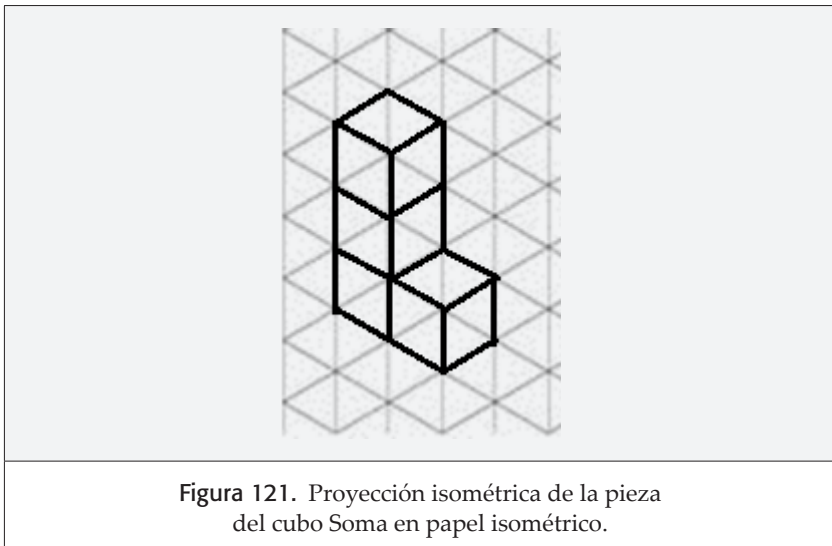 Figura 121. Proyección isométrica de la pieza
del cubo Soma en papel isométrico.